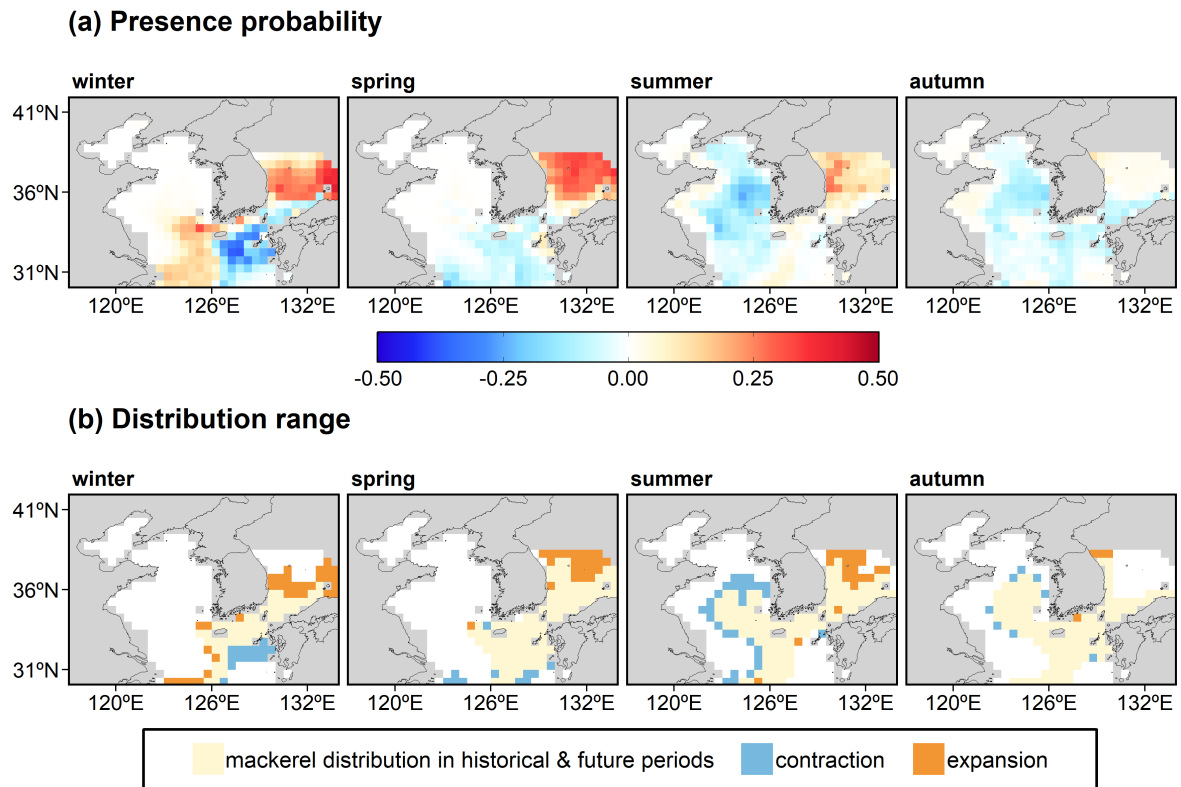 (a) Presence probability
winter spring summer autumn
41ºN
36ºN
31ºN
120ºE 126ºE 132ºE 120ºE 126ºE 132ºE 120ºE 126ºE 132ºE 120ºE 126ºE 132ºE
-0.50 -0.25 0.00 0.25 0.50
(b) Distribution range
winter spring summer autumn
41ºN
36ºN
31ºN
120ºE 126ºE 132ºE 120ºE 126ºE 132ºE 120ºE 126ºE 132ºE 120ºE 126ºE 132ºE
mackerel distribution in historical & future periods contraction expansion